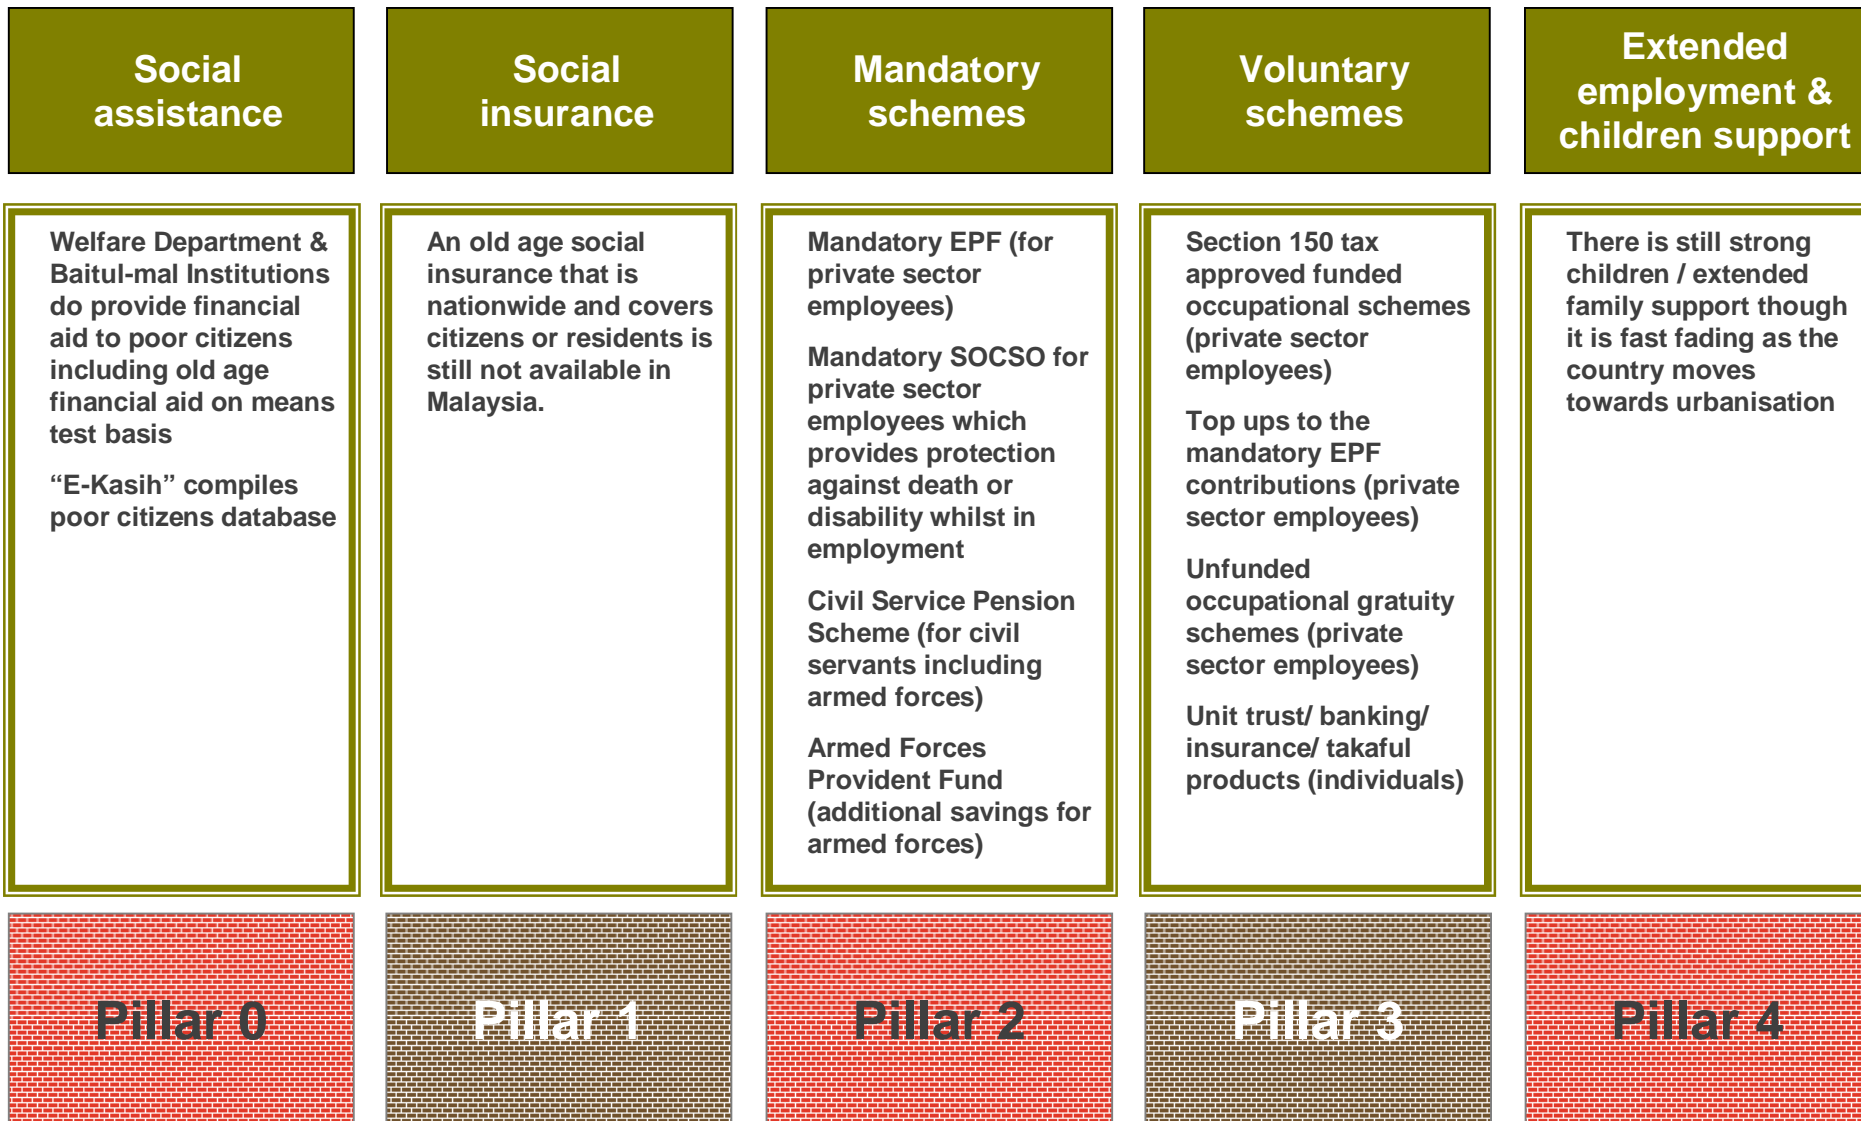 Social
assistance
Social
insurance
Mandatory
schemes
Voluntary
schemes
Extended
employment &
children support
Welfare Department &
Baitul-mal Institutions
do provide financial
aid to poor citizens
including old age
financial aid on means
test basis
“E-Kasih” compiles
poor citizens database
An old age social
insurance that is
nationwide and covers
citizens or residents is
still not available in
Malaysia.
Mandatory EPF (for
private sector
employees)
Mandatory SOCSO for
private sector
employees which
provides protection
against death or
disability whilst in
employment
Civil Service Pension
Scheme (for civil
servants including
armed forces)
Armed Forces
Provident Fund
(additional savings for
armed forces)
Section 150 tax
approved funded
occupational schemes
(private sector
employees)
Top ups to the
mandatory EPF
contributions (private
sector employees)
Unfunded
occupational gratuity
schemes (private
sector employees)
Unit trust/ banking/
insurance/ takaful
products (individuals)
There is still strong
children / extended
family support though
it is fast fading as the
country moves
towards urbanisation
Pillar 0
Pillar 1
Pillar 2
Pillar 3
Pillar 4